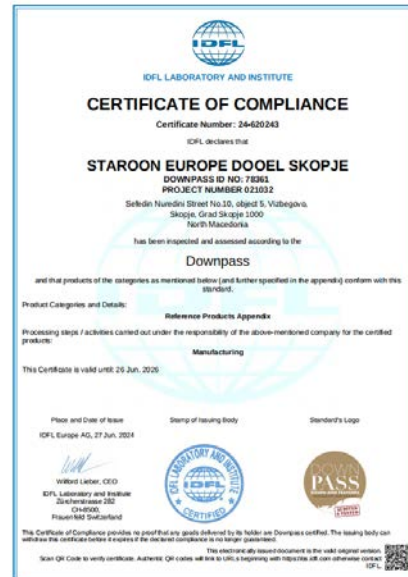 IDFL
IDFL LABORATORY AND INSTITUTE
CERTIFICATE OF COMPLIANCE
Certificate Number: 24-620243
IDFL declares that
STAROON EUROPE DOOEL SKOPJE
DOWNPASS ID NO: 78361
PROJECT NUMBER 021032
Sefedin Nuredini Street No.10, object 5, Vizbegovo,
Skopje, Grad Skopje 1000
North Macedonia
has been inspected and assessed according to the
Downpass
and that products of the categories as mentioned below (and further specified in the appendix) conform with this
standard.
Product Categories and Details:
Reference Products Appendix
Processing steps / activities carried out under the responsibility of the above-mentioned company for the certified
products:
Manufacturing
This Certificate is valid until: 26 Jun. 2025
Place and Date of Issue
Stamp of Issuing Body
Standard's Logo
IDFL Europe AG, 27 Jun. 2024
Wilford Lieber, CEO
IDFL Laboratory and Institute
Zürcherstrasse 282
CH-8500,
Frauenfeld Switzerland
IDFL LABORATORY AND INSTITUTE
CERTIFIED
DOWN
PASS
This Certificate of Compliance provides no proof that any goods delivered by its holder are Downpass certified. The issuing body can
withdraw this certificate before it expires if the declared compliance is no longer guaranteed.
This electronically issued document is the valid original version.
Scan QR Code to verify certificate. Authentic QR codes will link to URLs beginning with https://qr.idfl.com otherwise contact
IDFL